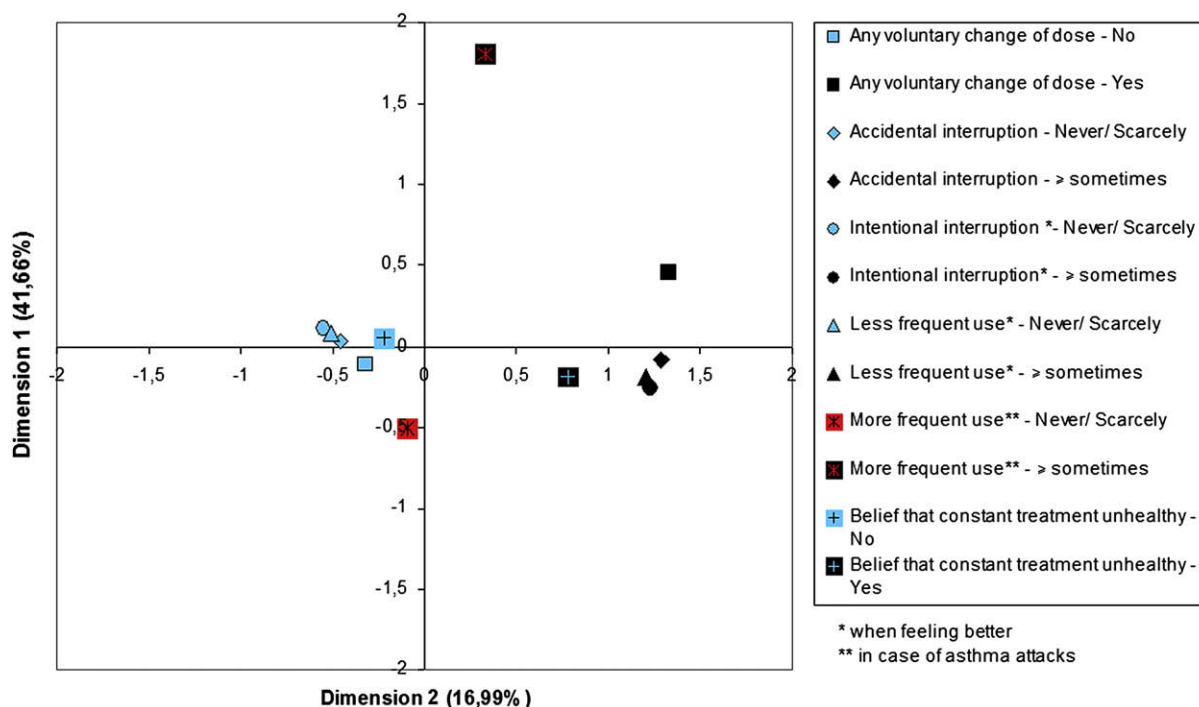 2
1,5
1
0,5
0
-2
-1,5
-1
-0,5
0
0,5
1
1,5
2
-0,5
-1
-1,5
-2
Dimension 1 (41,66%)
Dimension 2 (16,99%)
Any voluntary change of dose - No
Any voluntary change of dose - Yes
Accidental interruption - Never/ Scarcely
Accidental interruption - ⩾ sometimes
Intentional interruption *- Never/ Scarcely
Intentional interruption* - ⩾ sometimes
Less frequent use* - Never/ Scarcely
Less frequent use* - ⩾ sometimes
More frequent use** - Never/ Scarcely
More frequent use** - ⩾ sometimes
Belief that constant treatment unhealthy -
No
Belief that constant treatment unhealthy -
Yes
* when feeling better
** in case of asthma attacks